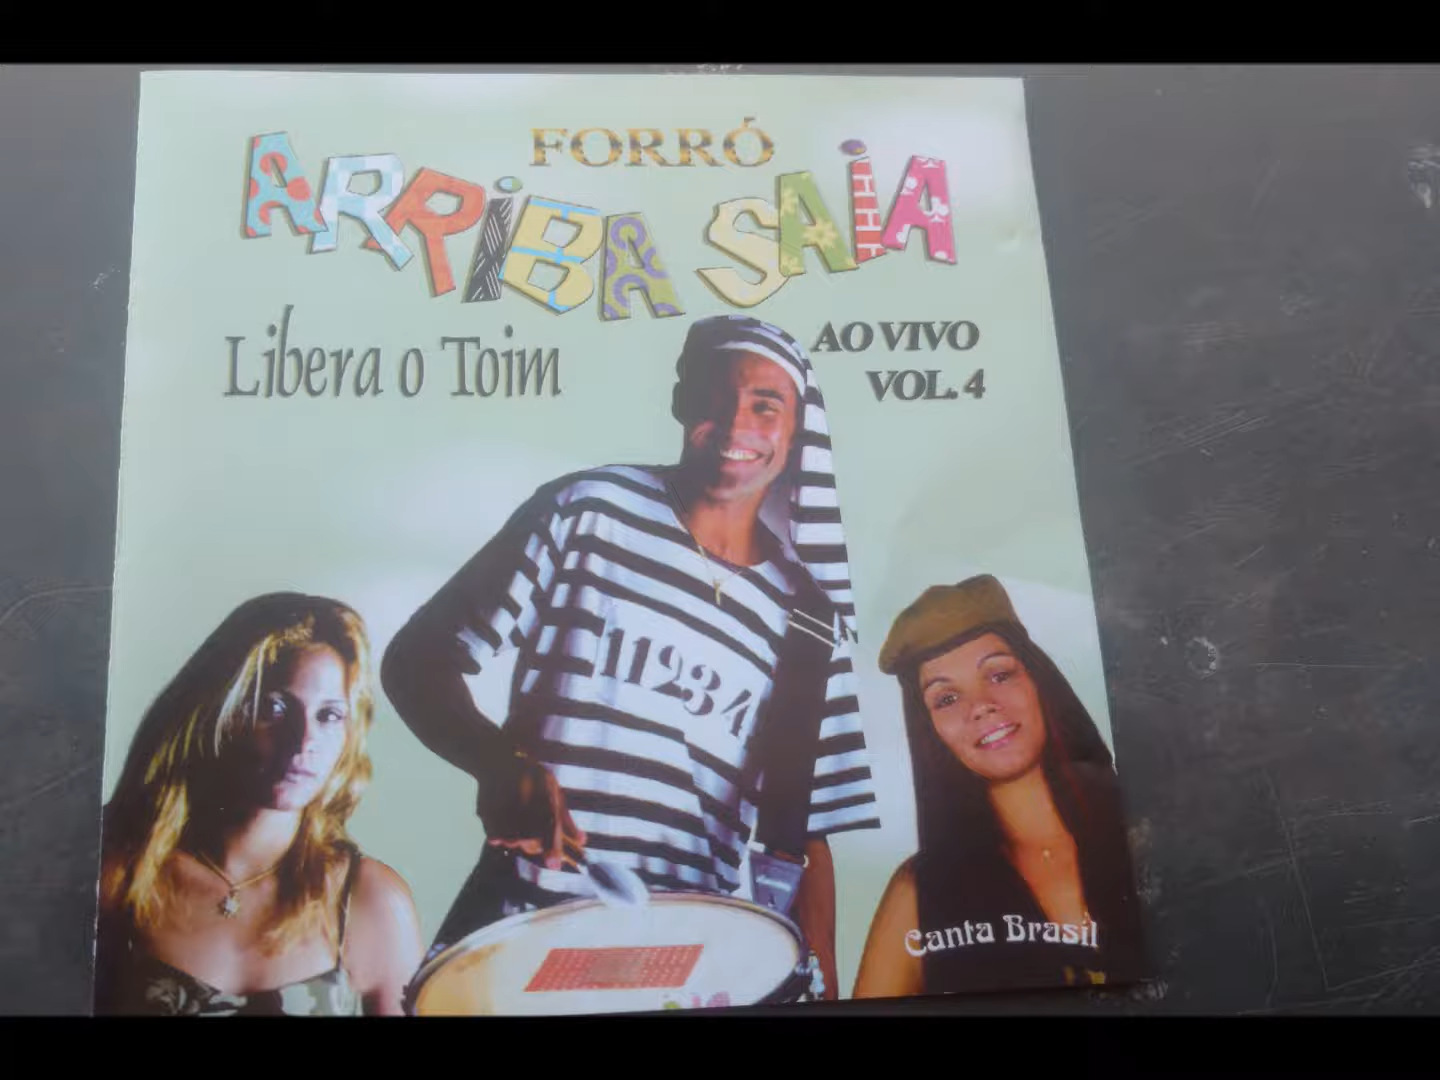 FORRÓ
ARRIBA SAIA
Libera o Toim
AO VIVO
VOL. 4
11234
Canta Brasil